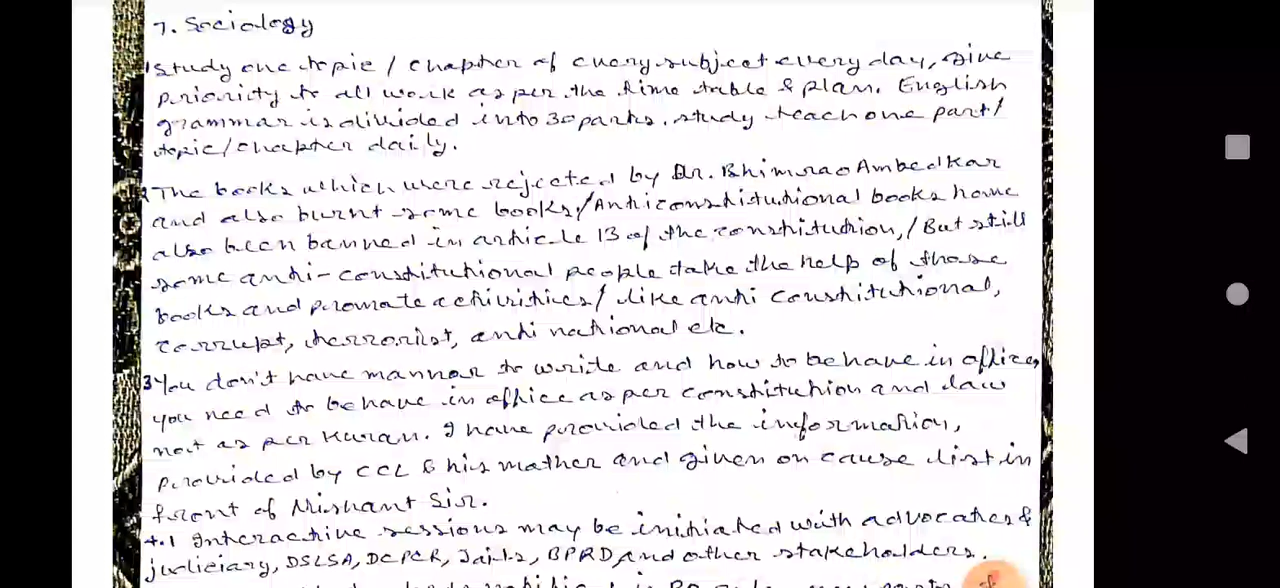 7. Sociology
1 Study one topic / chapter of every subject every day, give
priority to all work as per the time table & plan. English
grammar is divided into 30 parts. study each one part/
topic/chapter daily.
2 The books which were rejected by Dr. Bhimrao Ambedkar
and also burnt some books/Anticonstitutional books have
also been banned in article 13 of the constitution,/But still
some anti-constitutional people take the help of those
books and promote activities/ like anti constitutional,
corrupt, terrorist, anti national etc.
3 You don't have mannar to write and how to behave in office,
you need to behave in office as per constitution and law
not as per Kuran. I have provided the information,
provided by CCL & his mother and given on cause list in
front of Nishant Sir.
4.1 Interactive sessions may be initiated with advocates &
judiciary, DSLSA, DCPCR, Jails, BPRD, and other stakeholders.